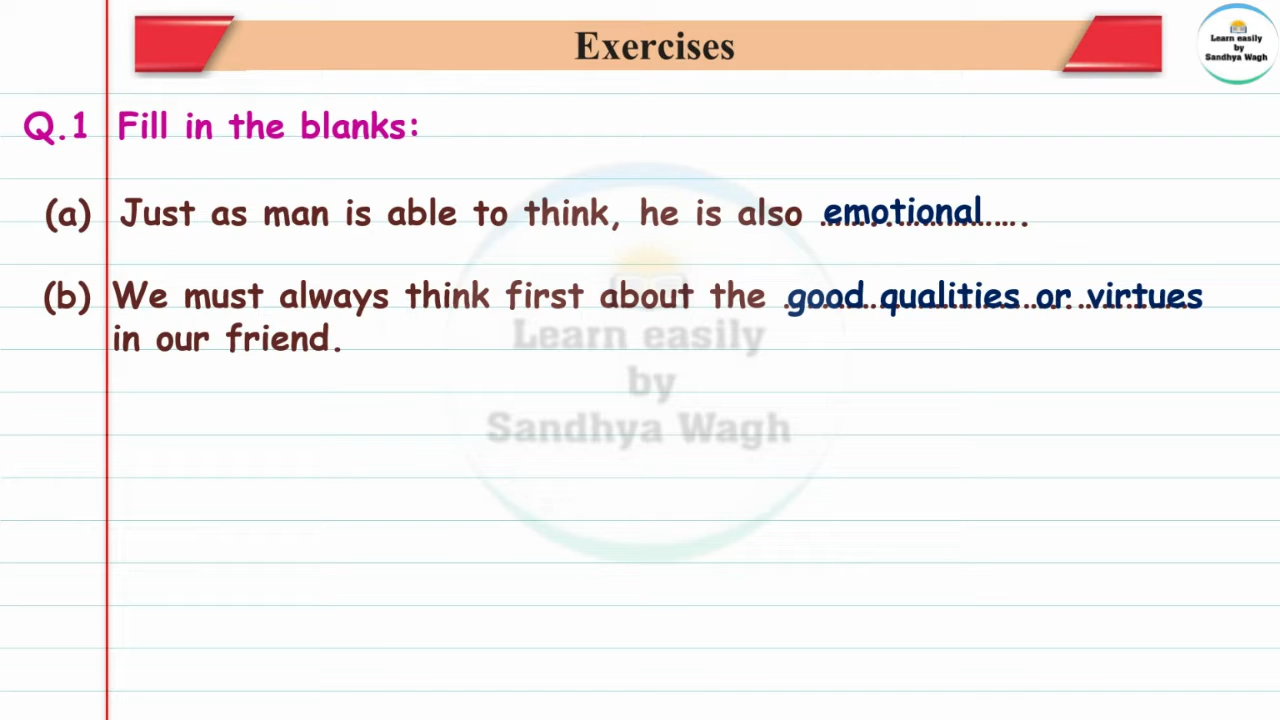 Exercises
Learn easily
by
Sandhya Wagh
Q.1 Fill in the blanks:
(a) Just as man is able to think, he is also emotional.....
(b) We must always think first about the good qualities or virtues
in our friend.
Learn easily
by
Sandhya Wagh